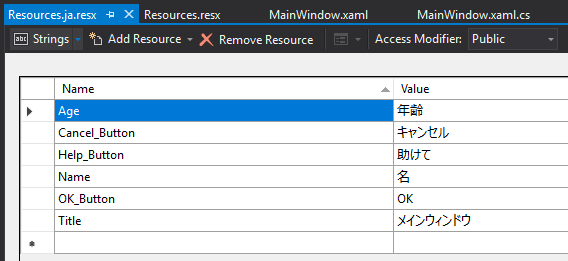 Resources.ja.resx Resources.resx MainWindow.xaml MainWindow.xaml.cs
abc Strings Add Resource Remove Resource Access Modifier: Public
Name Value
Age 年齢
Cancel_Button キャンセル
Help_Button 助けて
Name 名
OK_Button OK
Title メインウィンドウ